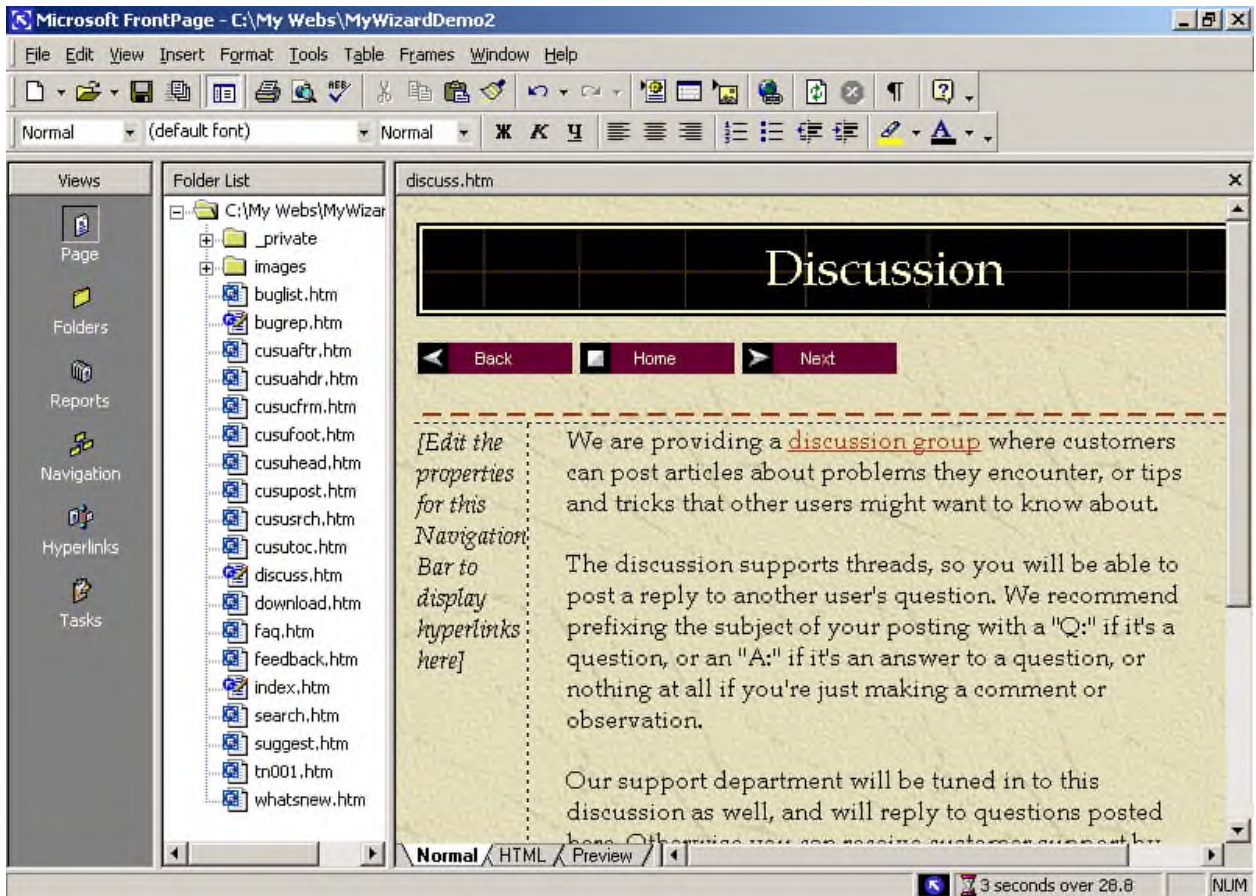 Microsoft FrontPage - C:\My Webs\MyWizardDemo2
File Edit View Insert Format Tools Table Frames Window Help
Normal (default font) Normal Ж К Ч A
Views
Page
Folders
Reports
Navigation
Hyperlinks
Tasks
Folder List
C:\My Webs\MyWizar
_private
images
buglist.htm
bugrep.htm
cusuaftr.htm
cusuahdr.htm
cusucfrm.htm
cusufoot.htm
cusuhead.htm
cusupost.htm
cususrch.htm
cusutoc.htm
discuss.htm
download.htm
faq.htm
feedback.htm
index.htm
search.htm
suggest.htm
tn001.htm
whatsnew.htm
discuss.htm
Discussion
Back Home Next
[Edit the
properties
for this
Navigation
Bar to
display
hyperlinks
here]
We are providing a discussion group where customers
can post articles about problems they encounter, or tips
and tricks that other users might want to know about.
The discussion supports threads, so you will be able to
post a reply to another user's question. We recommend
prefixing the subject of your posting with a "Q:" if it's a
question, or an "A:" if it's an answer to a question, or
nothing at all if you're just making a comment or
observation.
Our support department will be tuned in to this
discussion as well, and will reply to questions posted
here. Otherwise you can receive customer support by
Normal HTML Preview
3 seconds over 28.8 NUM